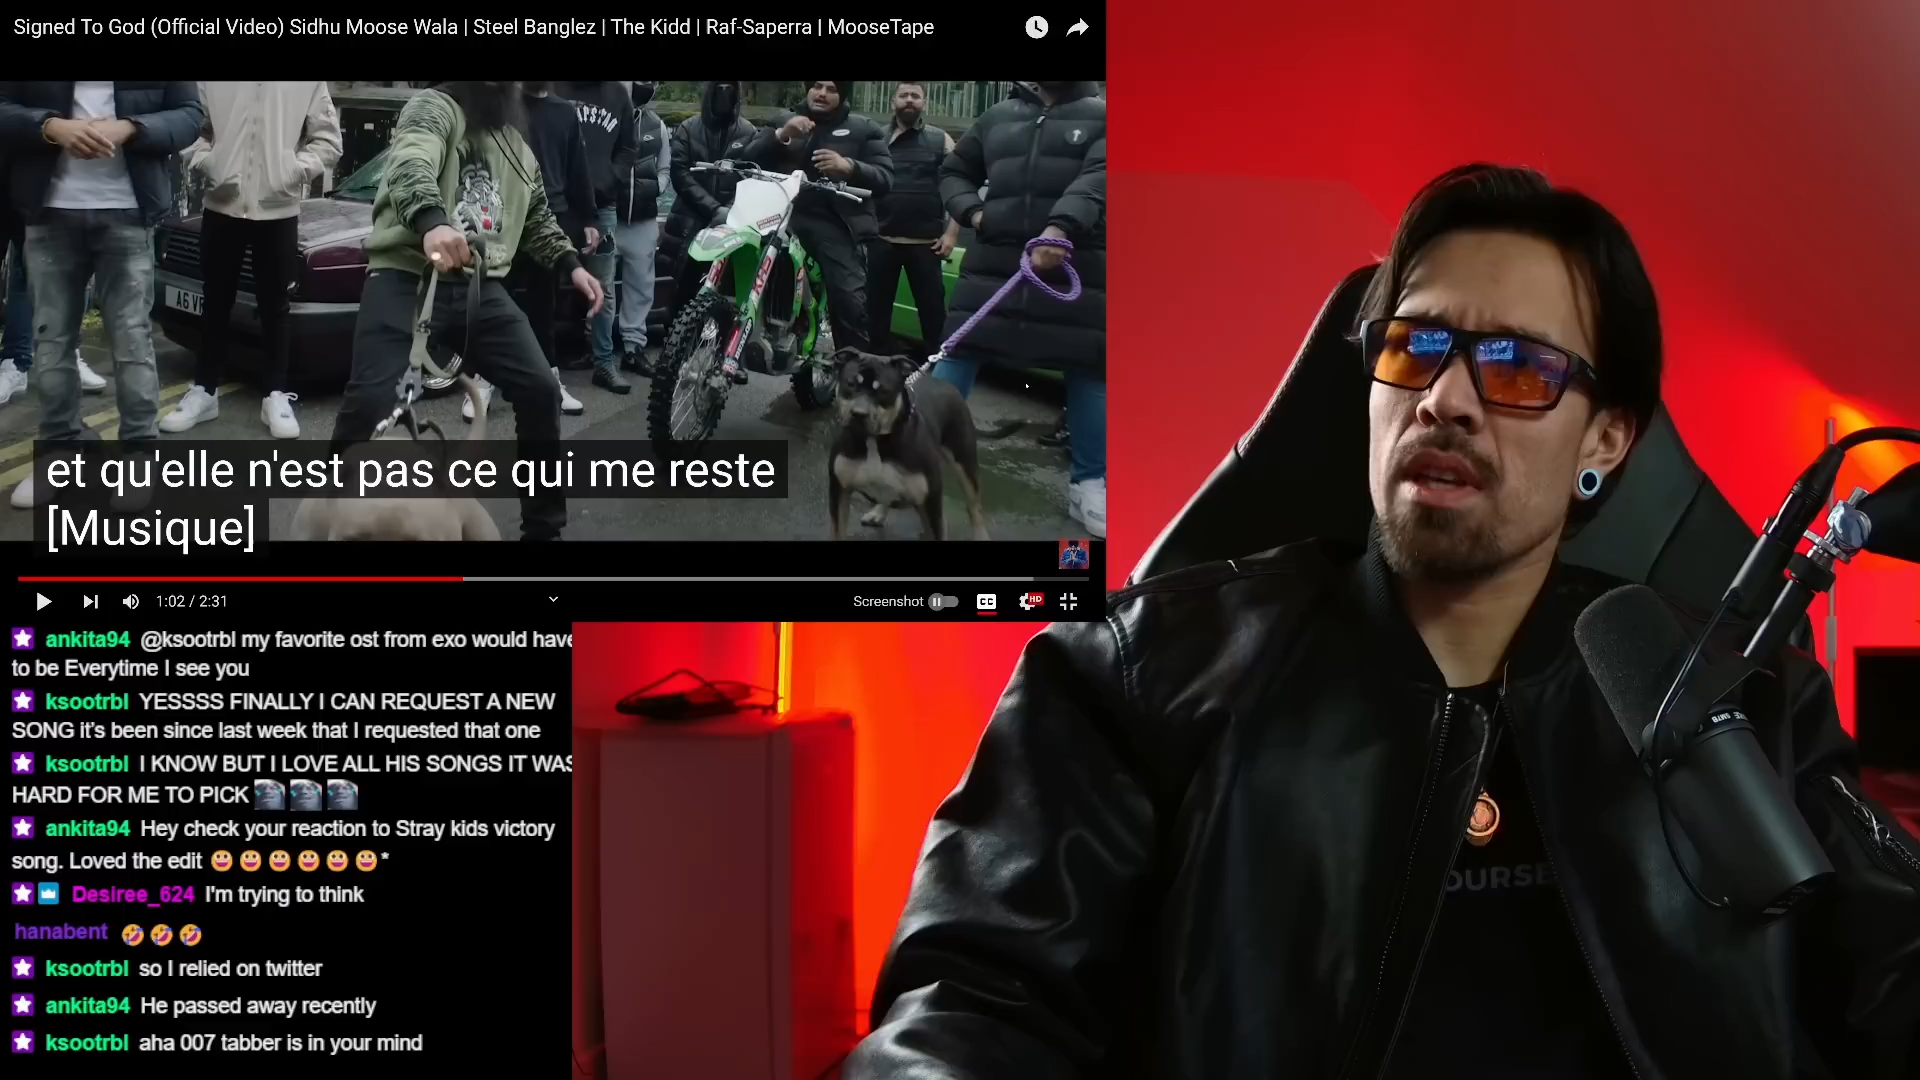 Signed To God (Official Video) Sidhu Moose Wala | Steel Banglez | The Kidd | Raf-Saperra | MooseTape
A6 V
et qu'elle n'est pas ce qui me reste
[Musique]
1:02 / 2:31
Screenshot
CC
HD
ankita94 @ksootrbl my favorite ost from exo would have
to be Everytime I see you
ksootrbl YESSSS FINALLY I CAN REQUEST A NEW
SONG it's been since last week that I requested that one
ksootrbl I KNOW BUT I LOVE ALL HIS SONGS IT WAS
HARD FOR ME TO PICK
ankita94 Hey check your reaction to Stray kids victory
song. Loved the edit 😀 😀 😀 😀 😀 😀*
Desiree_624 I'm trying to think
hanabent 🤣 🤣 🤣
ksootrbl so I relied on twitter
ankita94 He passed away recently
ksootrbl aha 007 tabber is in your mind
OURSE
SM7B